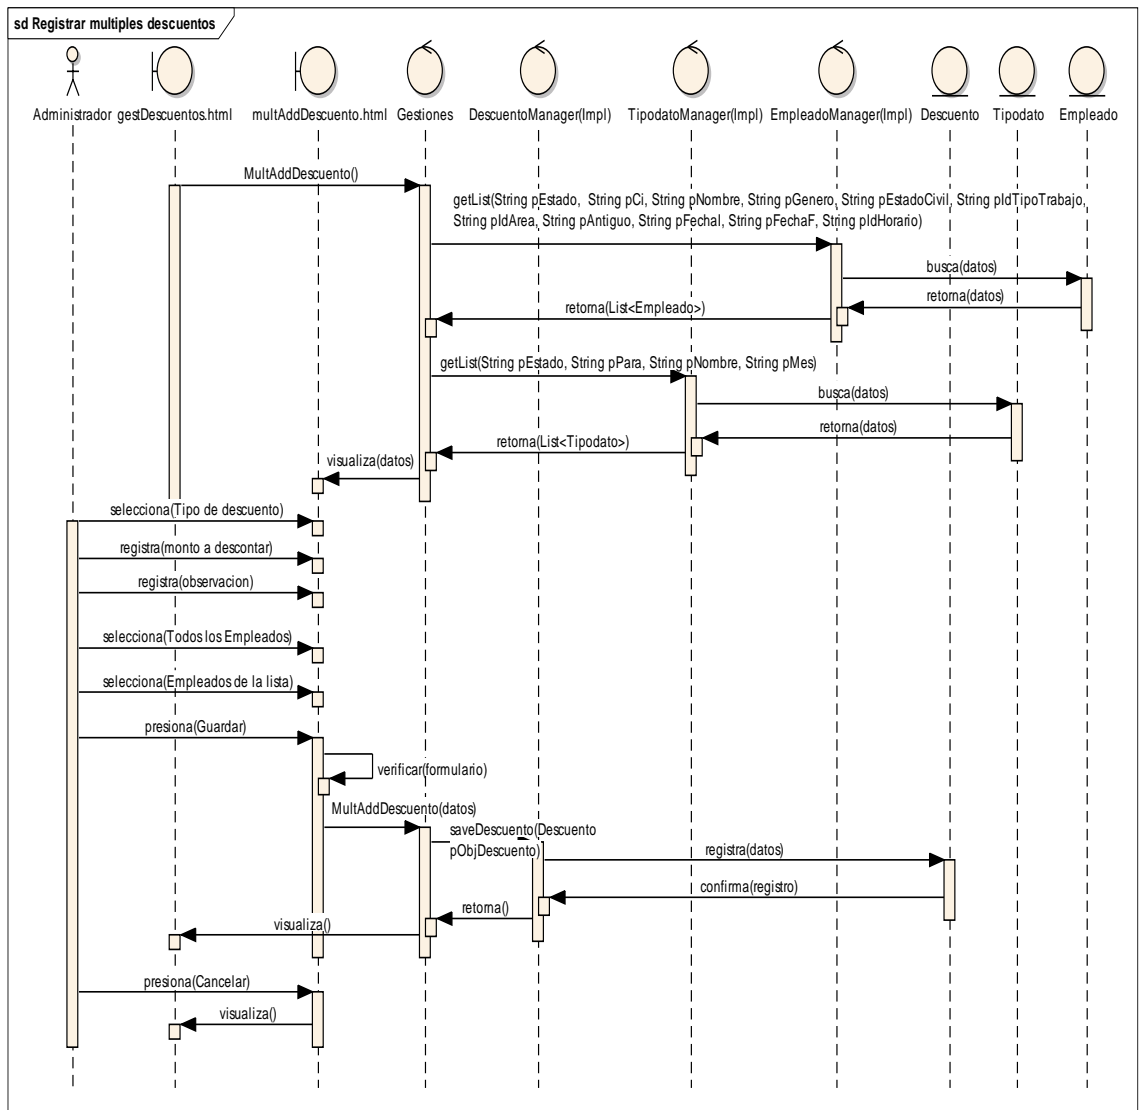 sd Registrar multiples descuentos
Administrador gestDescuentos.html multAddDescuento.html Gestiones DescuentoManager(Impl) TipodatoManager(Impl) EmpleadoManager(Impl) Descuento Tipodato Empleado
MultAddDescuento()
getList(String pEstado, String pCi, String pNombre, String pGenero, String pEstadoCivil, String pIdTipoTrabajo,
String pIdArea, String pAntiguo, String pFechaI, String pFechaF, String pIdHorario)
busca(datos)
retorna(datos)
retorna(List<Empleado>)
getList(String pEstado, String pPara, String pNombre, String pMes)
busca(datos)
retorna(datos)
retorna(List<Tipodato>)
visualiza(datos)
selecciona(Tipo de descuento)
registra(monto a descontar)
registra(observacion)
selecciona(Todos los Empleados)
selecciona(Empleados de la lista)
presiona(Guardar)
verificar(formulario)
MultAddDescuento(datos)
saveDescuento(Descuento
pObjDescuento)
registra(datos)
confirma(registro)
retorna()
visualiza()
presiona(Cancelar)
visualiza()